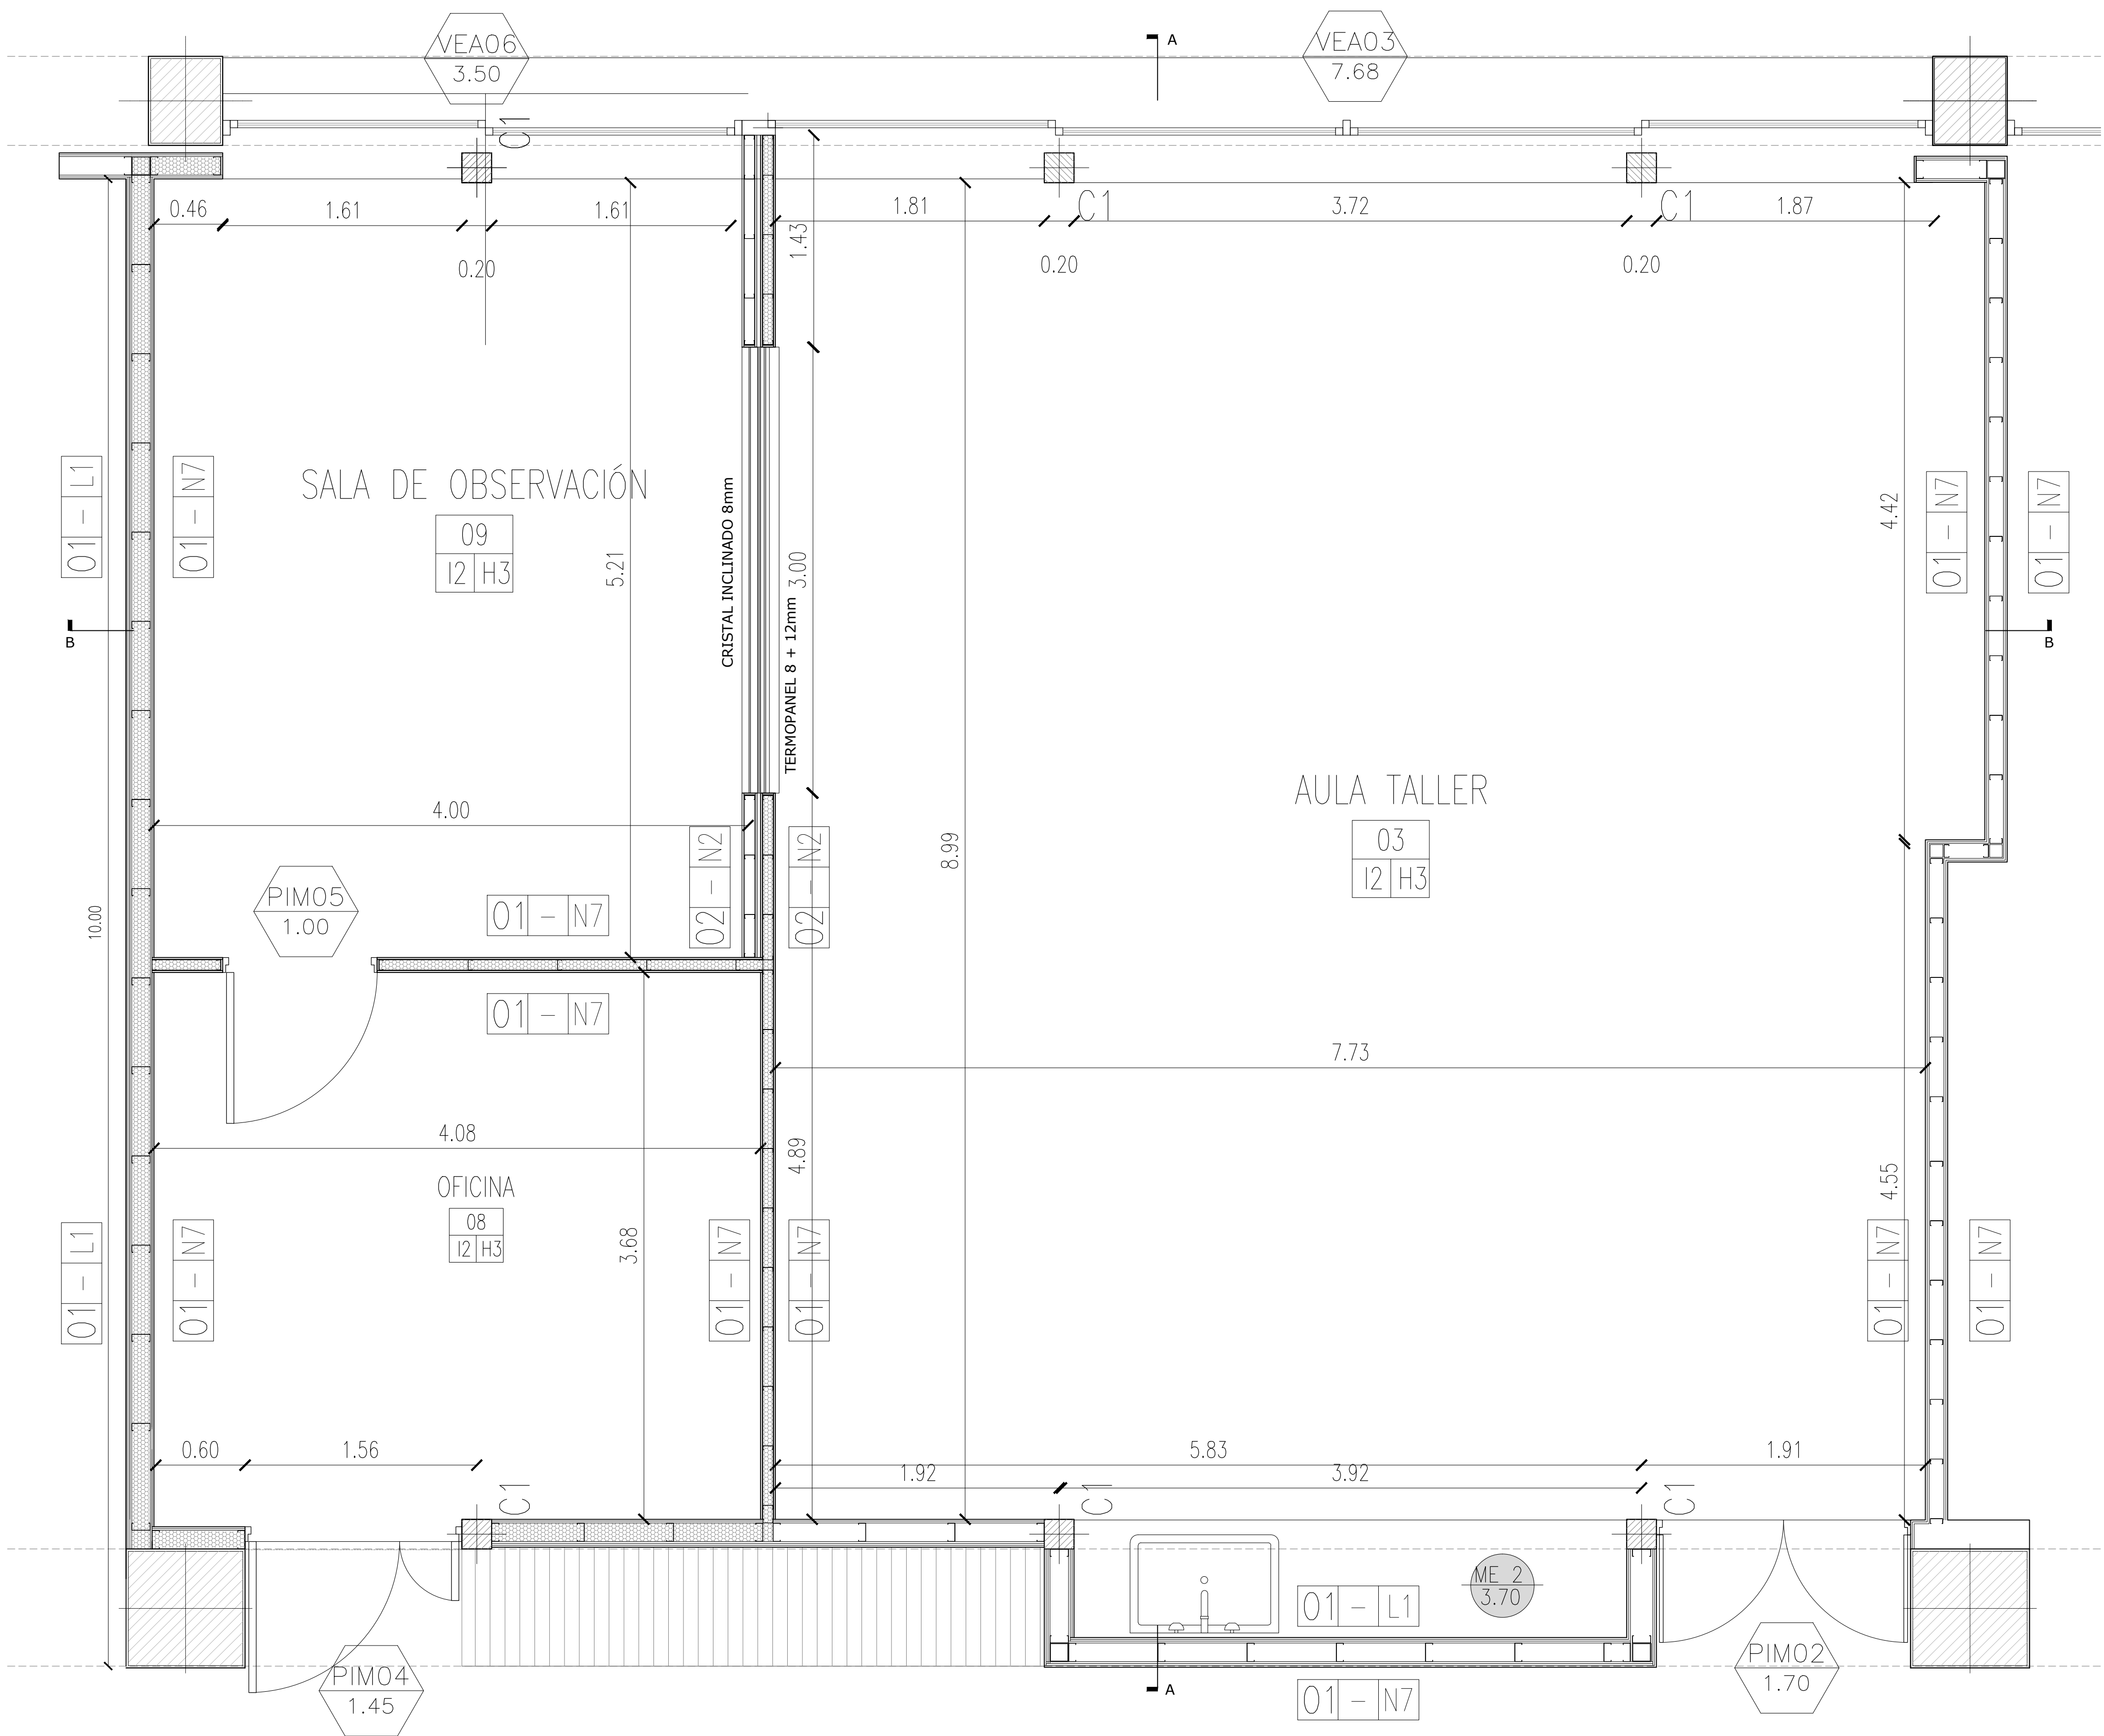 VEA06
3.50
A
VEA03
7.68
C1
0.46
1.61
1.61
1.81
C1
3.72
C1
1.87
0.20
0.20
0.20
1.43
SALA DE OBSERVACIÓN
09
I2 H3
01 - L1
01 - N7
5.21
CRISTAL INCLINADO 8mm
TERMOPANEL 8 + 12mm
3.00
4.42
01 - N7
01 - N7
B
B
AULA TALLER
03
I2 H3
4.00
8.99
02 - N2
02 - N2
PIM05
1.00
01 - N7
10.00
01 - N7
7.73
4.08
4.89
OFICINA
08
I2 H3
4.55
3.68
01 - L1
01 - N7
01 - N7
01 - N7
01 - N7
01 - N7
0.60
1.56
5.83
1.91
1.92
3.92
C1
C1
C1
ME 2
3.70
01 - L1
PIM04
1.45
PIM02
1.70
A
01 - N7